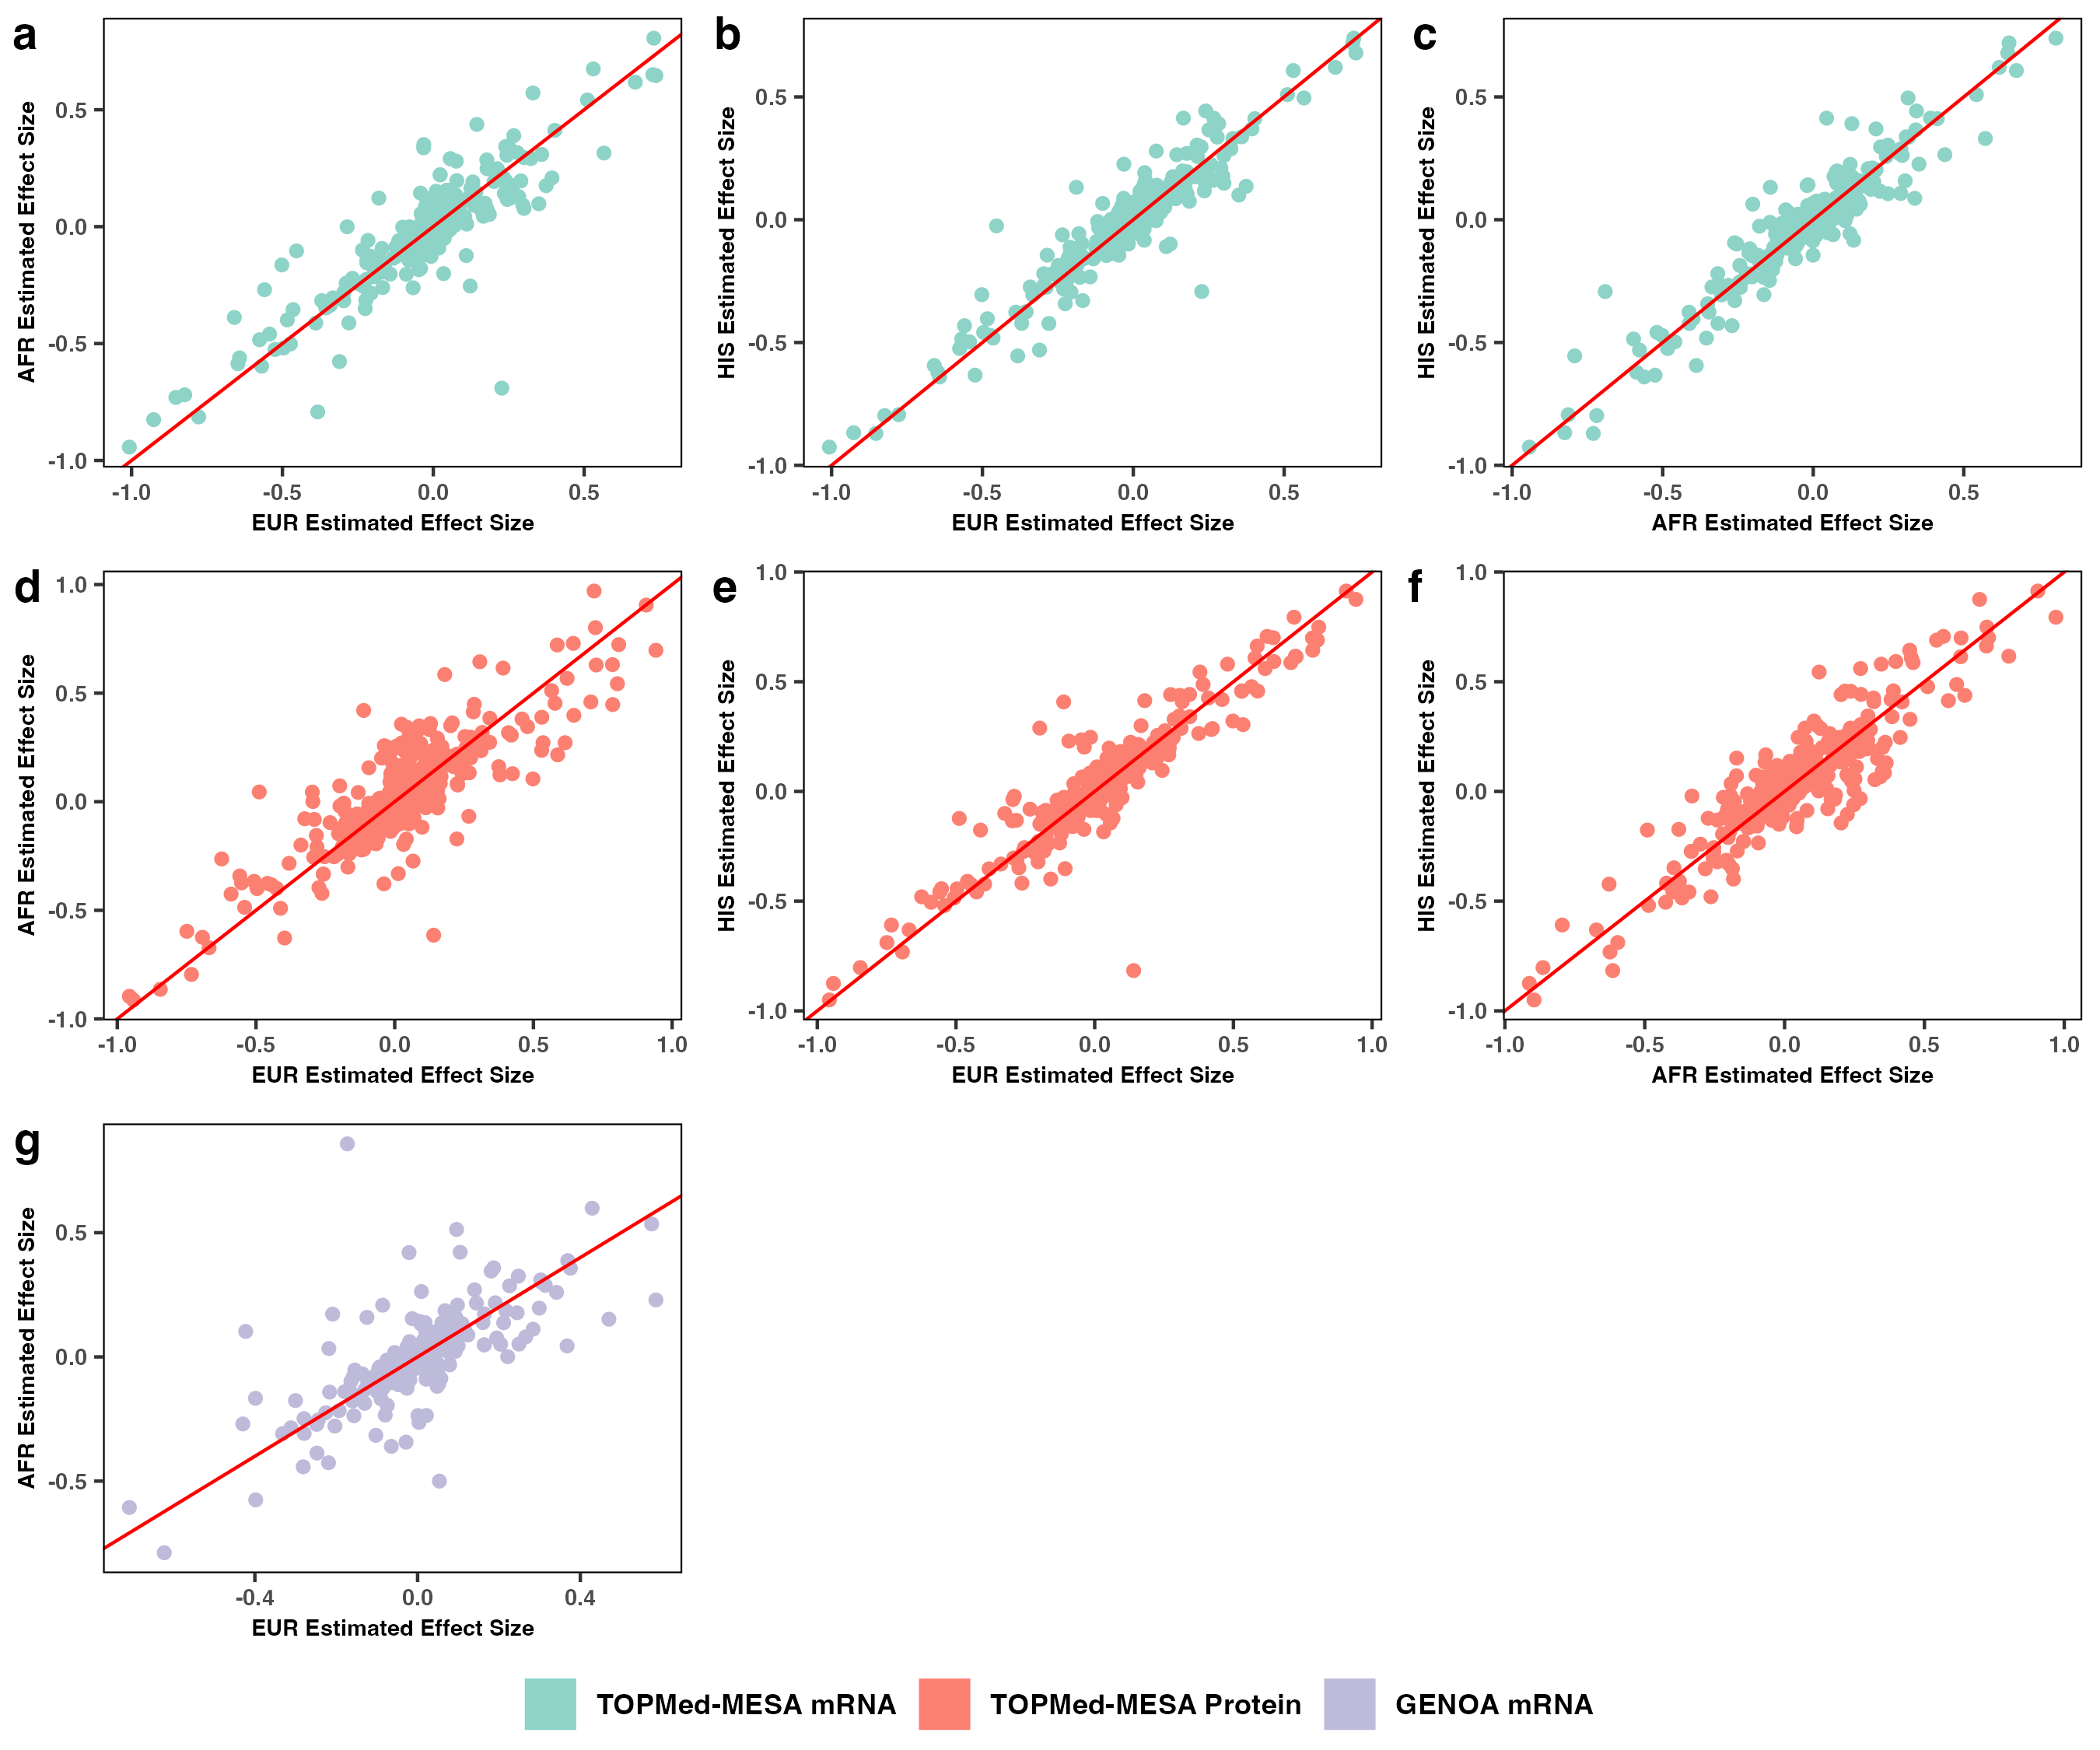 a
AFR Estimated Effect Size
0.5
0.0
-0.5
-1.0
-1.0 -0.5 0.0 0.5
EUR Estimated Effect Size
b
HIS Estimated Effect Size
0.5
0.0
-0.5
-1.0
-1.0 -0.5 0.0 0.5
EUR Estimated Effect Size
c
HIS Estimated Effect Size
0.5
0.0
-0.5
-1.0
-1.0 -0.5 0.0 0.5
AFR Estimated Effect Size
d
AFR Estimated Effect Size
1.0
0.5
0.0
-0.5
-1.0
-1.0 -0.5 0.0 0.5 1.0
EUR Estimated Effect Size
e
HIS Estimated Effect Size
1.0
0.5
0.0
-0.5
-1.0
-1.0 -0.5 0.0 0.5 1.0
EUR Estimated Effect Size
f
HIS Estimated Effect Size
1.0
0.5
0.0
-0.5
-1.0
-1.0 -0.5 0.0 0.5 1.0
AFR Estimated Effect Size
g
AFR Estimated Effect Size
0.5
0.0
-0.5
-0.4 0.0 0.4
EUR Estimated Effect Size
TOPMed-MESA mRNA TOPMed-MESA Protein GENOA mRNA